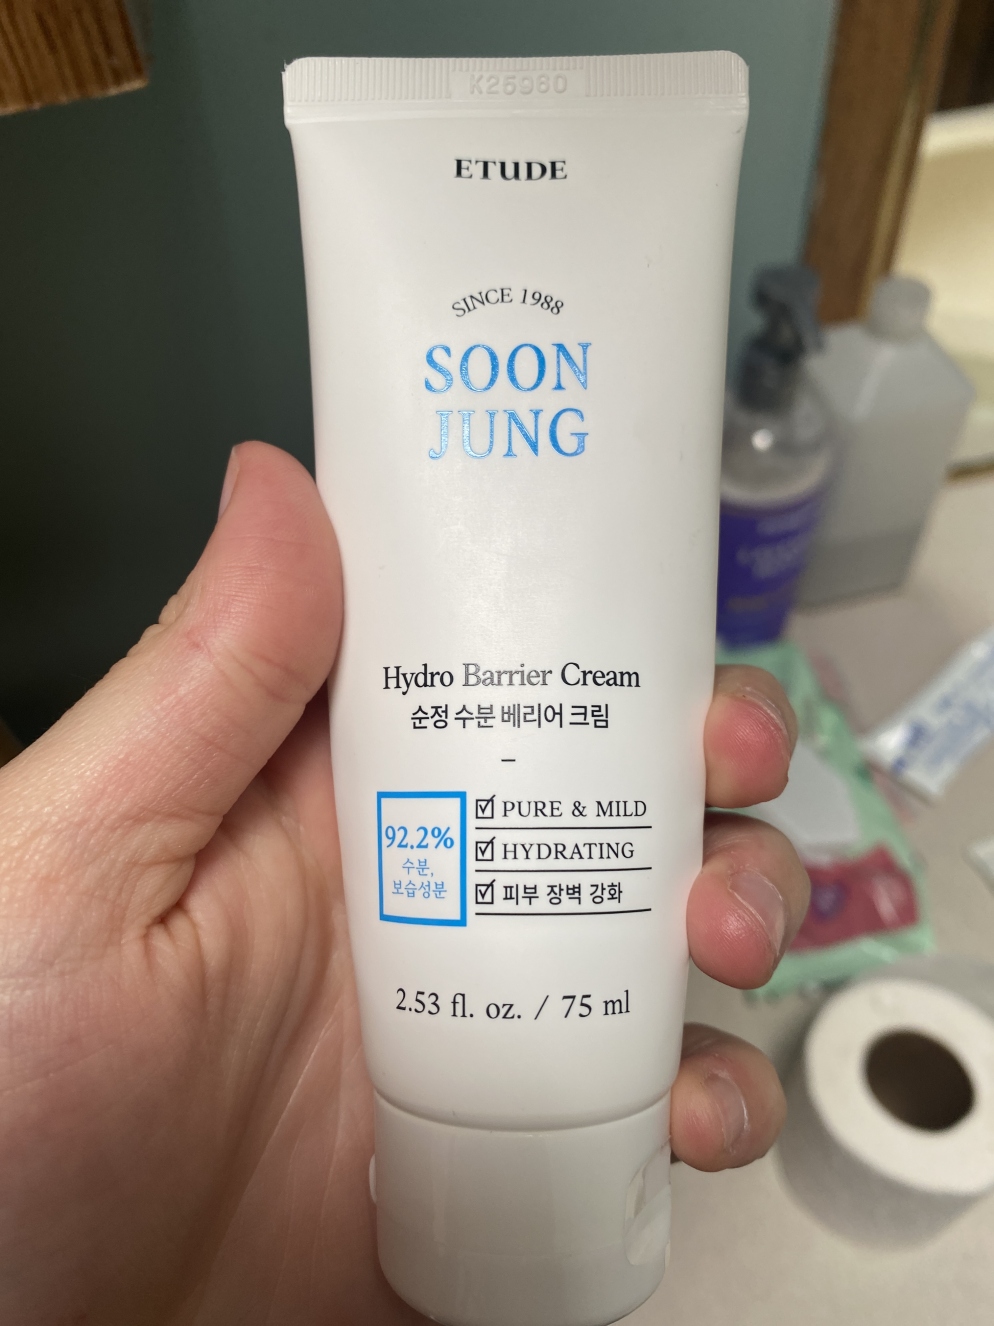 K25960
ETUDE
SINCE 1988
SOON
JUNG
Hydro Barrier Cream
순정 수분 베리어 크림
92.2%
수분,
보습성분
PURE & MILD
HYDRATING
피부 장벽 강화
2.53 fl. oz. / 75 ml